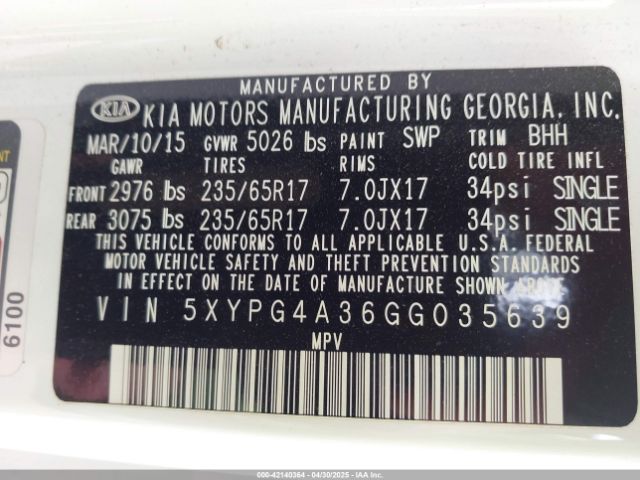 MANUFACTURED BY
KIA KIA MOTORS MANUFACTURING GEORGIA, INC.
MAR/10/15 GVWR 5026 lbs PAINT SWP TRIM BHH
GAWR TIRES RIMS COLD TIRE INFL
FRONT 2976 lbs 235/65R17 7.0JX17 34psi SINGLE
REAR 3075 lbs 235/65R17 7.0JX17 34psi SINGLE
THIS VEHICLE CONFORMS TO ALL APPLICABLE U.S.A. FEDERAL
MOTOR VEHICLE SAFETY AND THEFT PREVENTION STANDARDS
IN EFFECT ON THE DATE OF MANUFACTURE SHOWN ABOVE
VIN 5XYPG4A36GG035639
MPV
6100
000-42140364 - 04/30/2025 - IAA Inc.